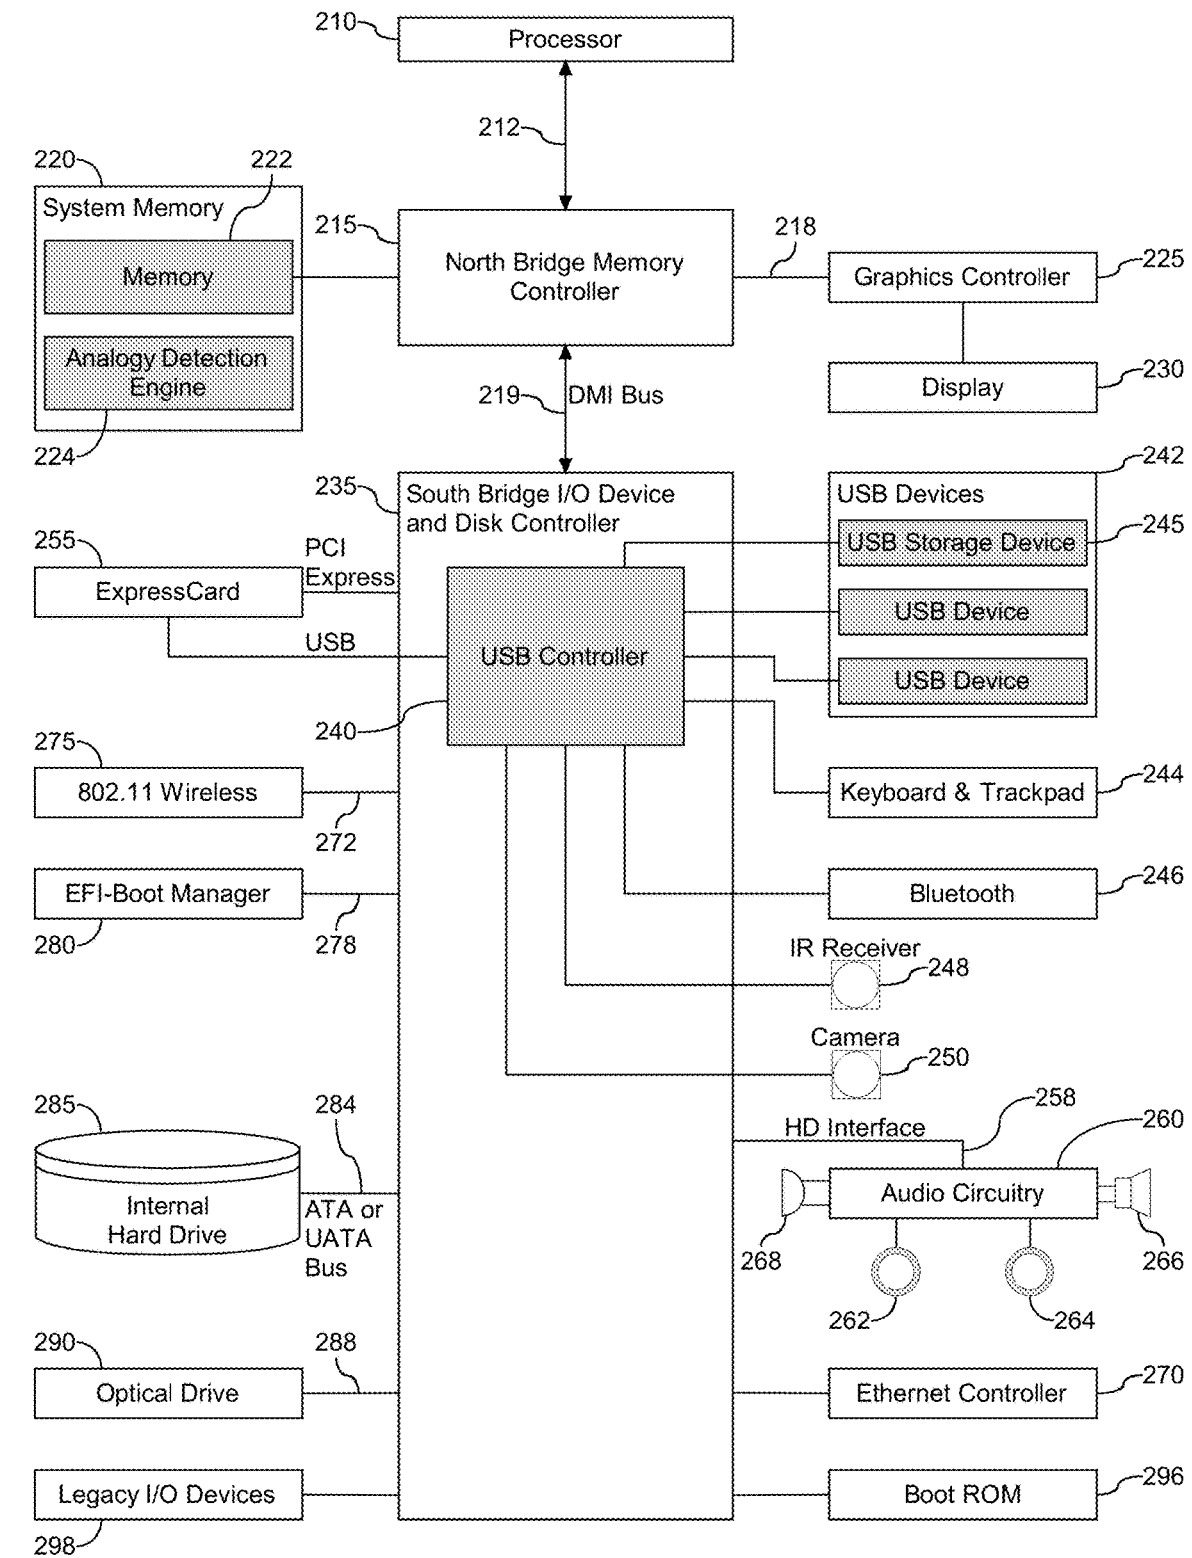 210
Processor
212
220
222
System Memory
215
218
Memory
North Bridge Memory
Controller
Graphics Controller
225
Analogy Detection
Engine
219
DMI Bus
Display
230
224
235
South Bridge I/O Device
and Disk Controller
242
USB Devices
245
USB Storage Device
255
PCI
Express
ExpressCard
USB Device
USB
USB Controller
USB Device
240
275
802.11 Wireless
272
Keyboard & Trackpad
244
EFI-Boot Manager
280
278
Bluetooth
246
IR Receiver
248
Camera
250
285
284
258
260
HD Interface
Internal
Hard Drive
ATA or
UATA
Bus
Audio Circuitry
268
266
262
264
290
288
Optical Drive
Ethernet Controller
270
Legacy I/O Devices
298
Boot ROM
296